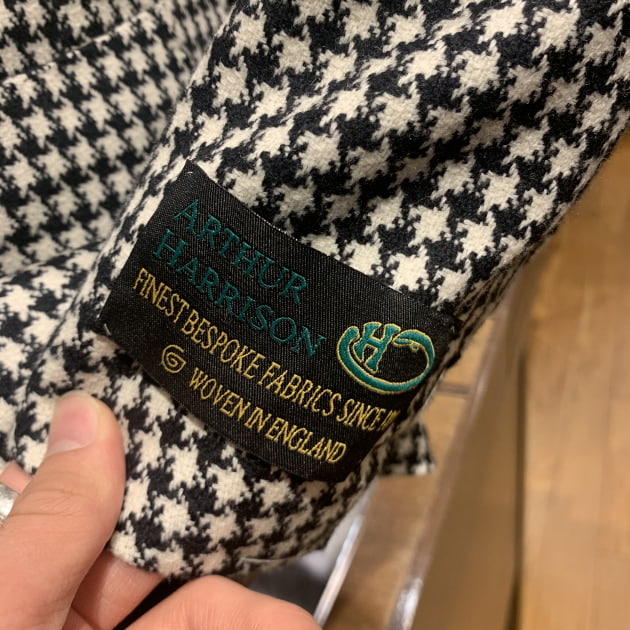 ARTHUR
HARRISON
H
FINEST BESPOKE FABRICS SINCE
WOVEN IN ENGLAND